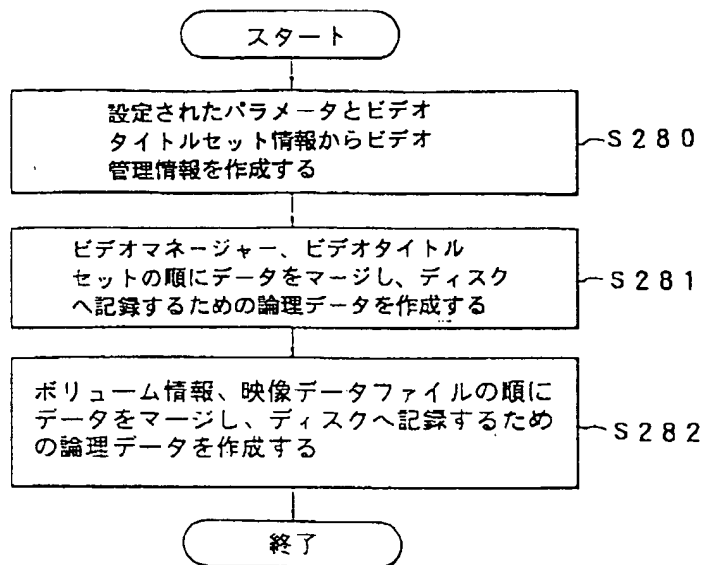 スタート
設定されたパラメータとビデオ
タイトルセット情報からビデオ
管理情報を作成する
S280
ビデオマネージャー、ビデオタイトル
セットの順にデータをマージし、ディスク
へ記録するための論理データを作成する
S281
ボリューム情報、映像データファイルの順に
データをマージし、ディスクへ記録するため
の論理データを作成する
S282
終了